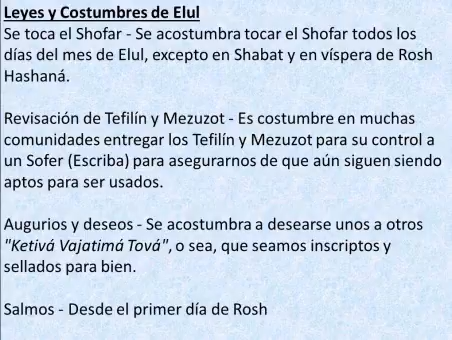 Leyes y Costumbres de Elul
Se toca el Shofar - Se acostumbra tocar el Shofar todos los
días del mes de Elul, excepto en Shabat y en víspera de Rosh
Hashaná.
Revisación de Tefilín y Mezuzot - Es costumbre en muchas
comunidades entregar los Tefilín y Mezuzot para su control a
un Sofer (Escriba) para asegurarnos de que aún siguen siendo
aptos para ser usados.
Augurios y deseos - Se acostumbra a desearse unos a otros
"Ketivá Vajatimá Tová", o sea, que seamos inscriptos y
sellados para bien.
Salmos - Desde el primer día de Rosh